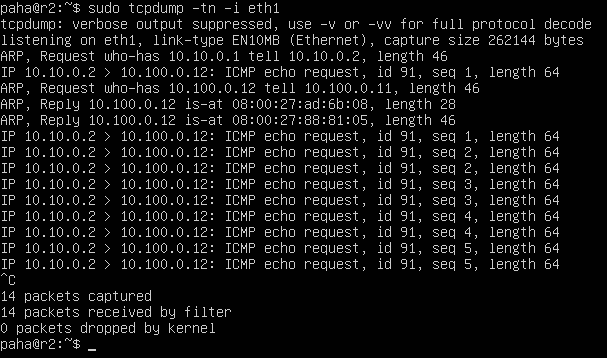 paha@r2:~$ sudo tcpdump -tn -i eth1
tcpdump: verbose output suppressed, use -v or -vv for full protocol decode
listening on eth1, link-type EN10MB (Ethernet), capture size 262144 bytes
ARP, Request who-has 10.10.0.1 tell 10.10.0.2, length 46
IP 10.10.0.2 > 10.100.0.12: ICMP echo request, id 91, seq 1, length 64
ARP, Request who-has 10.100.0.12 tell 10.100.0.11, length 46
ARP, Reply 10.100.0.12 is-at 08:00:27:ad:6b:08, length 28
ARP, Reply 10.100.0.12 is-at 08:00:27:88:81:05, length 46
IP 10.10.0.2 > 10.100.0.12: ICMP echo request, id 91, seq 1, length 64
IP 10.10.0.2 > 10.100.0.12: ICMP echo request, id 91, seq 2, length 64
IP 10.10.0.2 > 10.100.0.12: ICMP echo request, id 91, seq 2, length 64
IP 10.10.0.2 > 10.100.0.12: ICMP echo request, id 91, seq 3, length 64
IP 10.10.0.2 > 10.100.0.12: ICMP echo request, id 91, seq 3, length 64
IP 10.10.0.2 > 10.100.0.12: ICMP echo request, id 91, seq 4, length 64
IP 10.10.0.2 > 10.100.0.12: ICMP echo request, id 91, seq 4, length 64
IP 10.10.0.2 > 10.100.0.12: ICMP echo request, id 91, seq 5, length 64
IP 10.10.0.2 > 10.100.0.12: ICMP echo request, id 91, seq 5, length 64
^C
14 packets captured
14 packets received by filter
0 packets dropped by kernel
paha@r2:~$ _